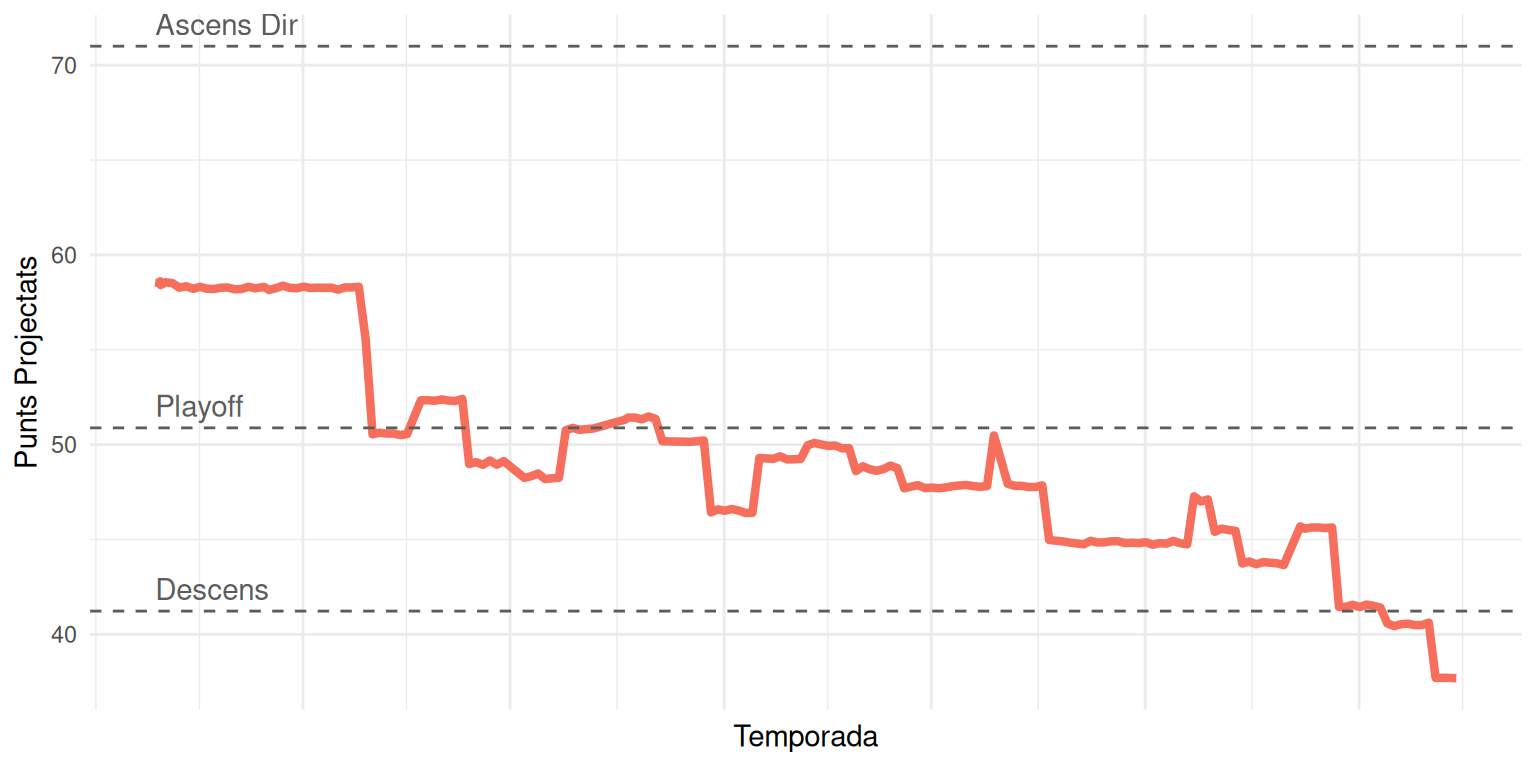 Ascens Dir
70
60
Punts Projectats
Playoff
50
Descens
40
Temporada